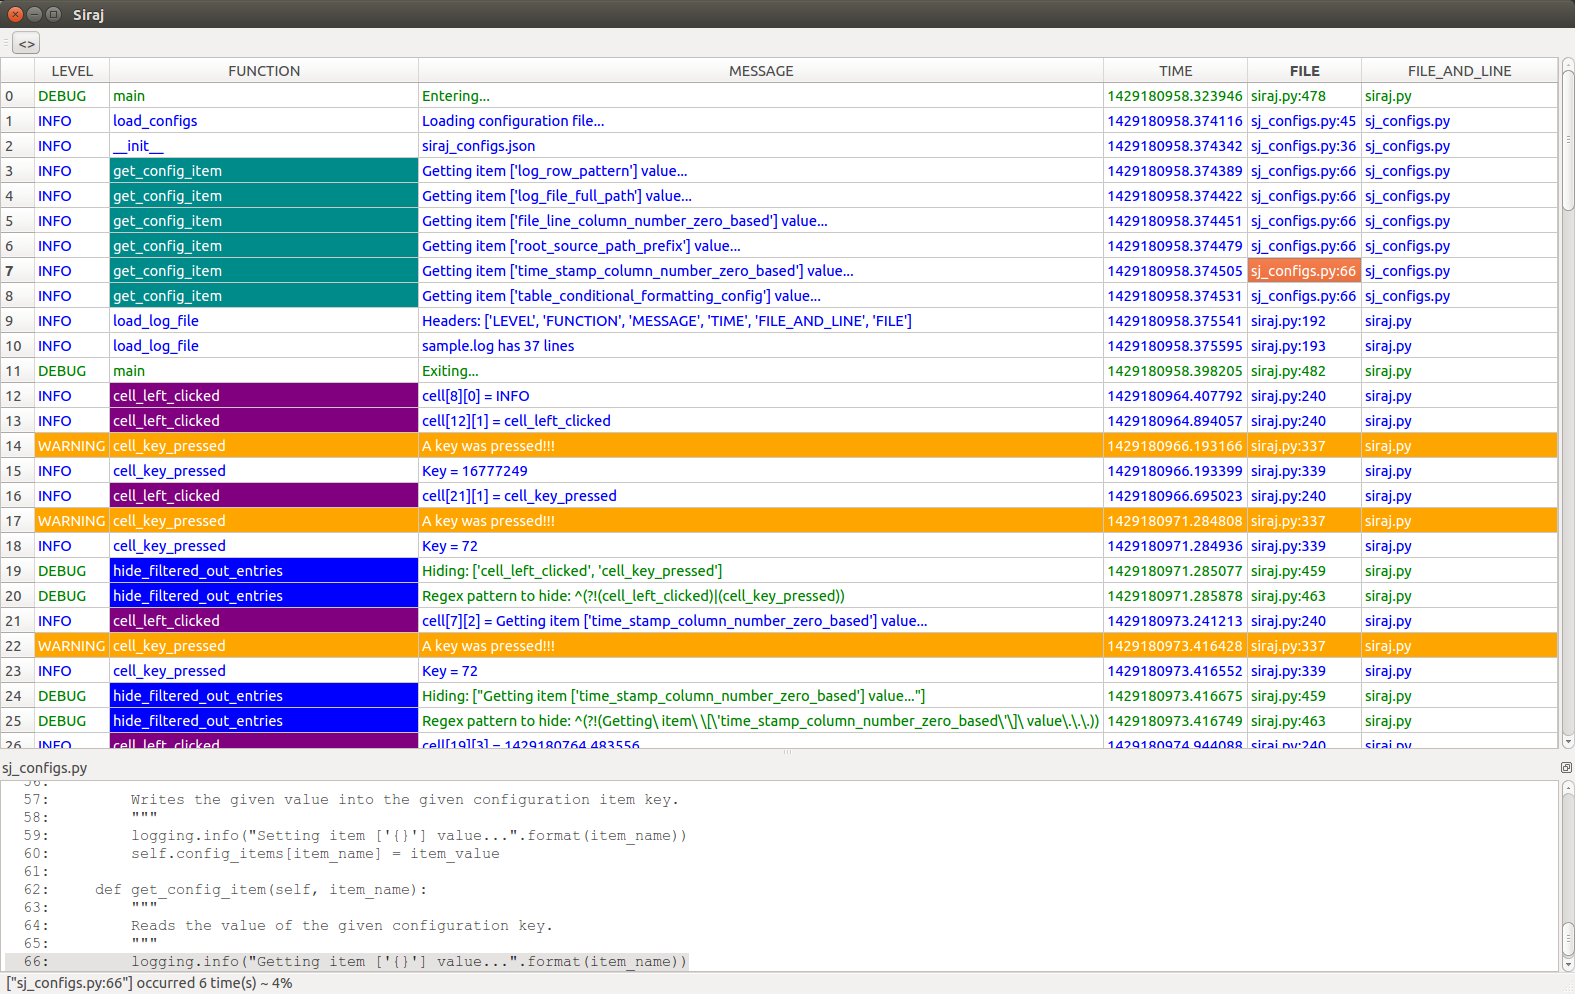 Siraj
<>
LEVEL FUNCTION MESSAGE TIME FILE FILE_AND_LINE
0 DEBUG main Entering... 1429180958.323946 siraj.py:478 siraj.py
1 INFO load_configs Loading configuration file... 1429180958.374116 sj_configs.py:45 sj_configs.py
2 INFO __init__ siraj_configs.json 1429180958.374342 sj_configs.py:36 sj_configs.py
3 INFO get_config_item Getting item ['log_row_pattern'] value... 1429180958.374389 sj_configs.py:66 sj_configs.py
4 INFO get_config_item Getting item ['log_file_full_path'] value... 1429180958.374422 sj_configs.py:66 sj_configs.py
5 INFO get_config_item Getting item ['file_line_column_number_zero_based'] value... 1429180958.374451 sj_configs.py:66 sj_configs.py
6 INFO get_config_item Getting item ['root_source_path_prefix'] value... 1429180958.374479 sj_configs.py:66 sj_configs.py
7 INFO get_config_item Getting item ['time_stamp_column_number_zero_based'] value... 1429180958.374505 sj_configs.py:66 sj_configs.py
8 INFO get_config_item Getting item ['table_conditional_formatting_config'] value... 1429180958.374531 sj_configs.py:66 sj_configs.py
9 INFO load_log_file Headers: ['LEVEL', 'FUNCTION', 'MESSAGE', 'TIME', 'FILE_AND_LINE', 'FILE'] 1429180958.375541 siraj.py:192 siraj.py
10 INFO load_log_file sample.log has 37 lines 1429180958.375595 siraj.py:193 siraj.py
11 DEBUG main Exiting... 1429180958.398205 siraj.py:482 siraj.py
12 INFO cell_left_clicked cell[8][0] = INFO 1429180964.407792 siraj.py:240 siraj.py
13 INFO cell_left_clicked cell[12][1] = cell_left_clicked 1429180964.894057 siraj.py:240 siraj.py
14 WARNING cell_key_pressed A key was pressed!!! 1429180966.193166 siraj.py:337 siraj.py
15 INFO cell_key_pressed Key = 16777249 1429180966.193399 siraj.py:339 siraj.py
16 INFO cell_left_clicked cell[21][1] = cell_key_pressed 1429180966.695023 siraj.py:240 siraj.py
17 WARNING cell_key_pressed A key was pressed!!! 1429180971.284808 siraj.py:337 siraj.py
18 INFO cell_key_pressed Key = 72 1429180971.284936 siraj.py:339 siraj.py
19 DEBUG hide_filtered_out_entries Hiding: ['cell_left_clicked', 'cell_key_pressed'] 1429180971.285077 siraj.py:459 siraj.py
20 DEBUG hide_filtered_out_entries Regex pattern to hide: ^(?!(cell_left_clicked)|(cell_key_pressed)) 1429180971.285878 siraj.py:463 siraj.py
21 INFO cell_left_clicked cell[7][2] = Getting item ['time_stamp_column_number_zero_based'] value... 1429180973.241213 siraj.py:240 siraj.py
22 WARNING cell_key_pressed A key was pressed!!! 1429180973.416428 siraj.py:337 siraj.py
23 INFO cell_key_pressed Key = 72 1429180973.416552 siraj.py:339 siraj.py
24 DEBUG hide_filtered_out_entries Hiding: ["Getting item ['time_stamp_column_number_zero_based'] value..."] 1429180973.416675 siraj.py:459 siraj.py
25 DEBUG hide_filtered_out_entries Regex pattern to hide: ^(?!(Getting\ item\ \[\'time_stamp_column_number_zero_based\'\]\ value\.\.\.)) 1429180973.416749 siraj.py:463 siraj.py
26 INFO cell_left_clicked cell[19][3] = 1429180764.483556 1429180974.944088 siraj.py:240 siraj.py
sj_configs.py
56:
57: Writes the given value into the given configuration item key.
58: """
59: logging.info("Setting item ['{}'] value...".format(item_name))
60: self.config_items[item_name] = item_value
61:
62: def get_config_item(self, item_name):
63: """
64: Reads the value of the given configuration key.
65: """
66: logging.info("Getting item ['{}'] value...".format(item_name))
["sj_configs.py:66"] occurred 6 time(s) ~ 4%